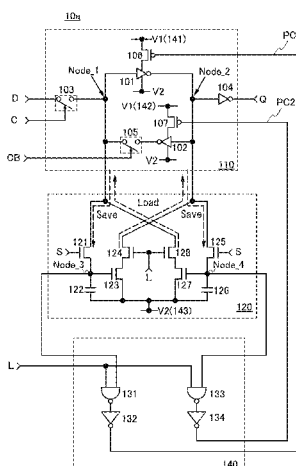 10a
PC1
V1(141)
106
Node_1
101
V2
Node_2
D
103
104
Q
V1(142)
PC2
C
105
107
CB
102
V2
110
Load
Save
Save
S
121
124
128
125
S
Node_3
Node_4
123
L
127
122
126
V2(143)
120
L
131
133
132
134
140